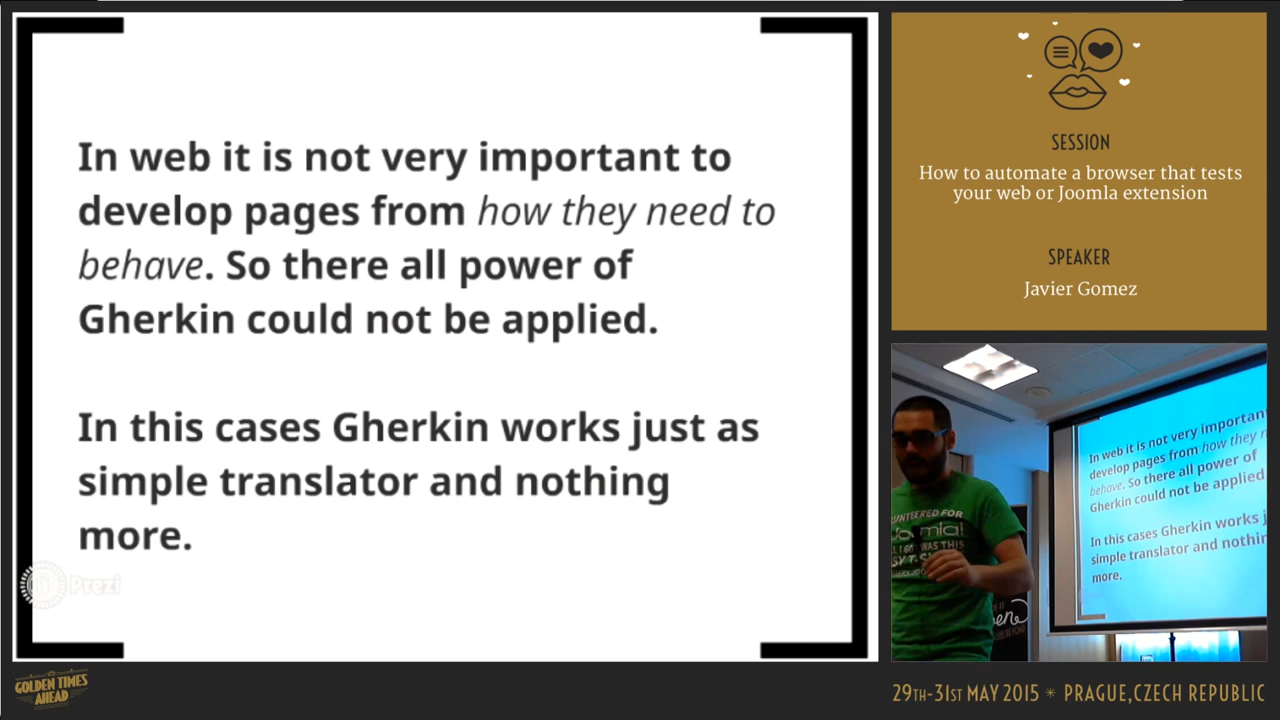 In web it is not very important to
develop pages from how they need to
behave. So there all power of
Gherkin could not be applied.
In this cases Gherkin works just as
simple translator and nothing
more.
Prezi
SESSION
How to automate a browser that tests
your web or Joomla extension
SPEAKER
Javier Gomez
In web it is not very importan
develop pages from how they n
behave. So there all power of
Gherkin could not be applied
In this cases Gherkin works j
simple translator and nothin
more.
UNTEERED FOR
WAS THIS
GOLDEN TIMES
AHEAD
29TH-31ST MAY 2015 * PRAGUE,CZECH REPUBLIC